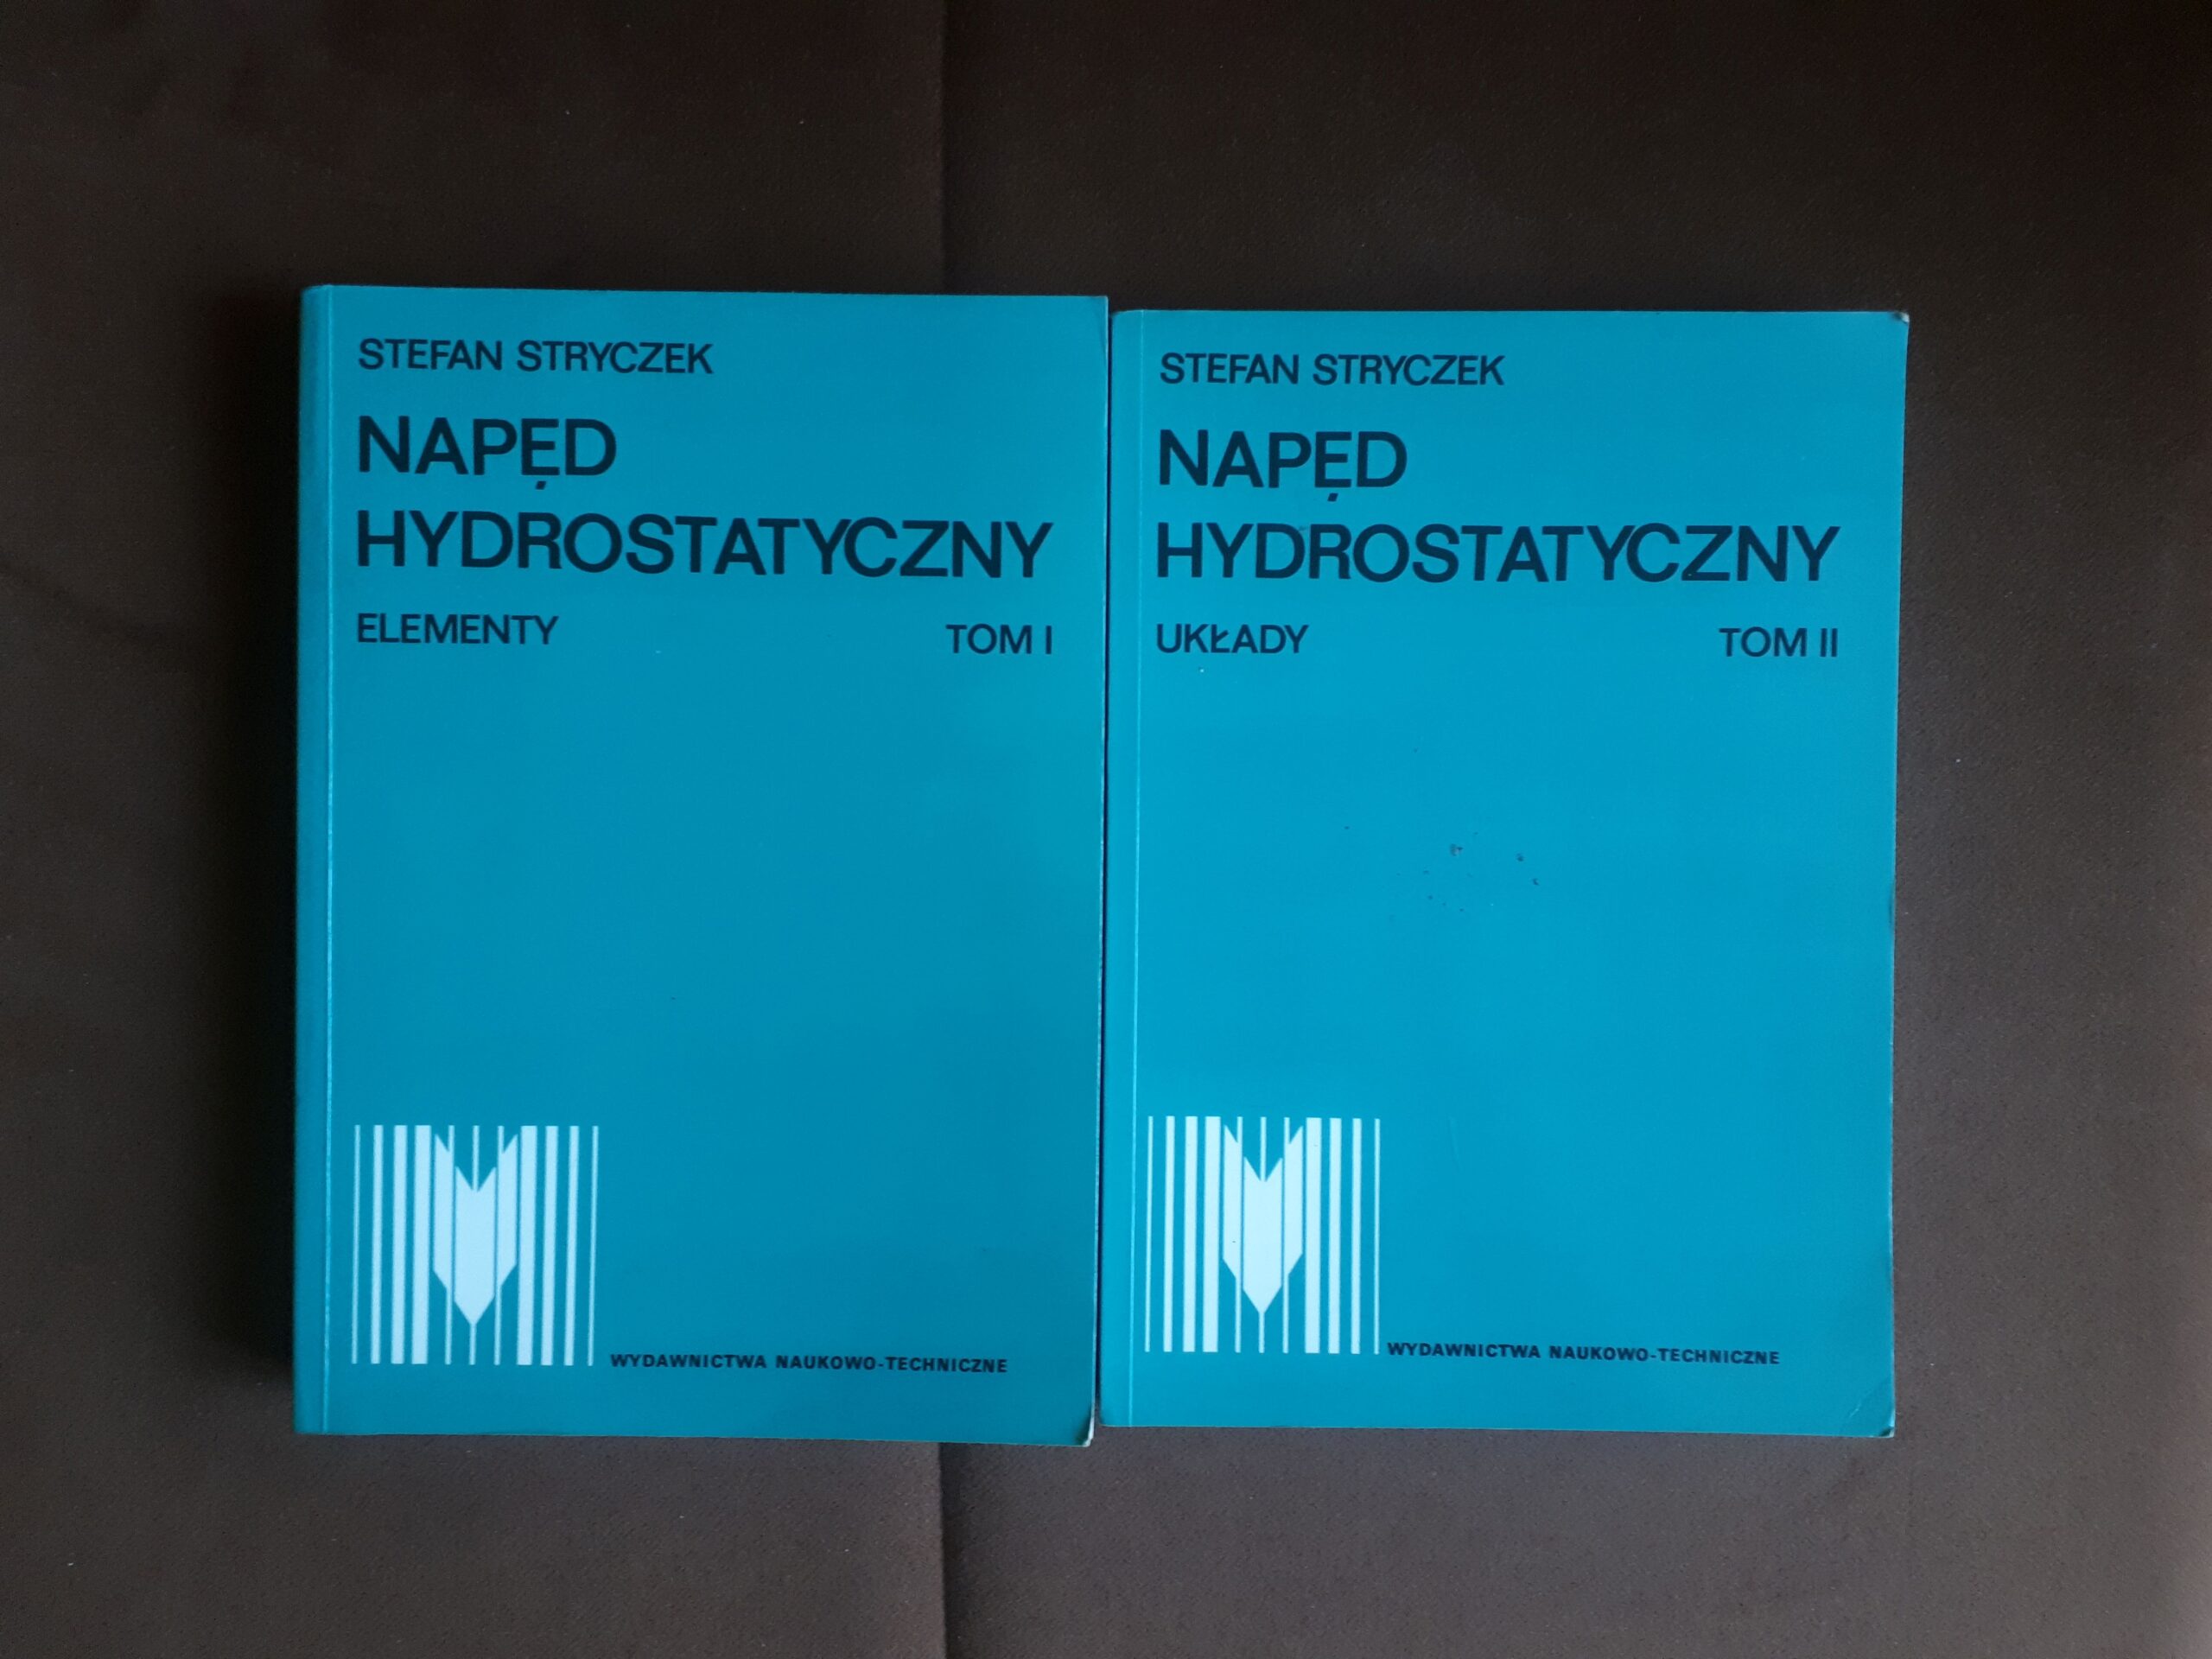 STEFAN STRYCZEK
NAPĘD
HYDROSTATYCZNY
ELEMENTY TOM I
WYDAWNICTWA NAUKOWO-TECHNICZNE
STEFAN STRYCZEK
NAPĘD
HYDROSTATYCZNY
UKŁADY TOM II
WYDAWNICTWA NAUKOWO-TECHNICZNE